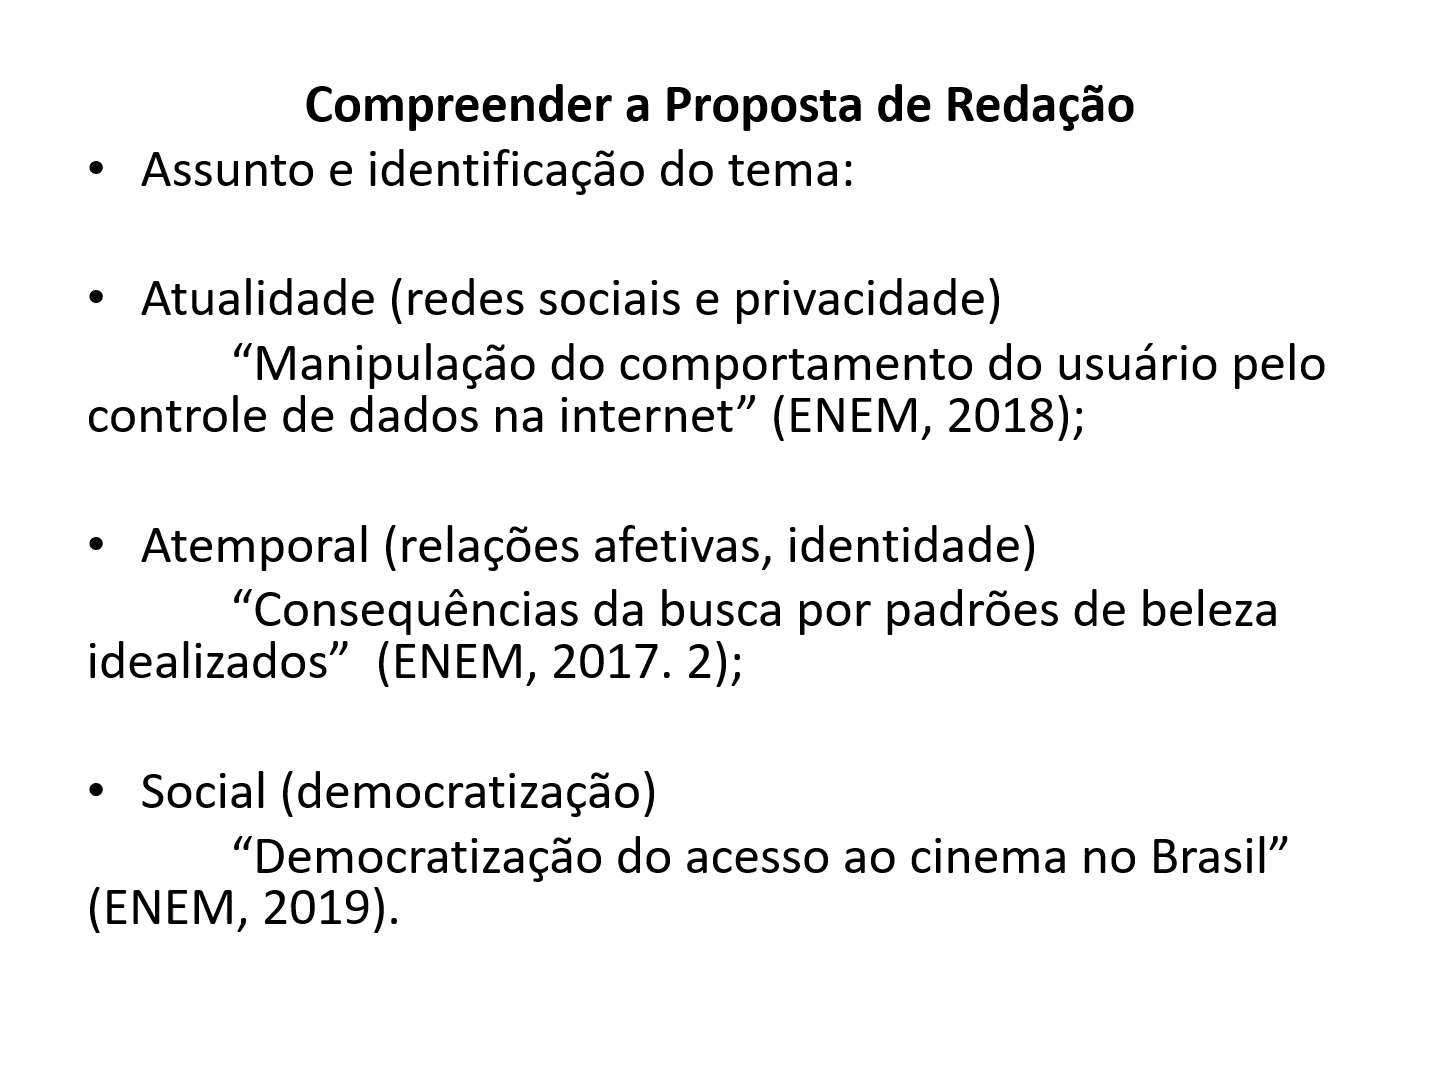 Compreender a Proposta de Redação
• Assunto e identificação do tema:
• Atualidade (redes sociais e privacidade)
“Manipulação do comportamento do usuário pelo
controle de dados na internet” (ENEM, 2018);
• Atemporal (relações afetivas, identidade)
“Consequências da busca por padrões de beleza
idealizados”  (ENEM, 2017. 2);
• Social (democratização)
“Democratização do acesso ao cinema no Brasil”
(ENEM, 2019).